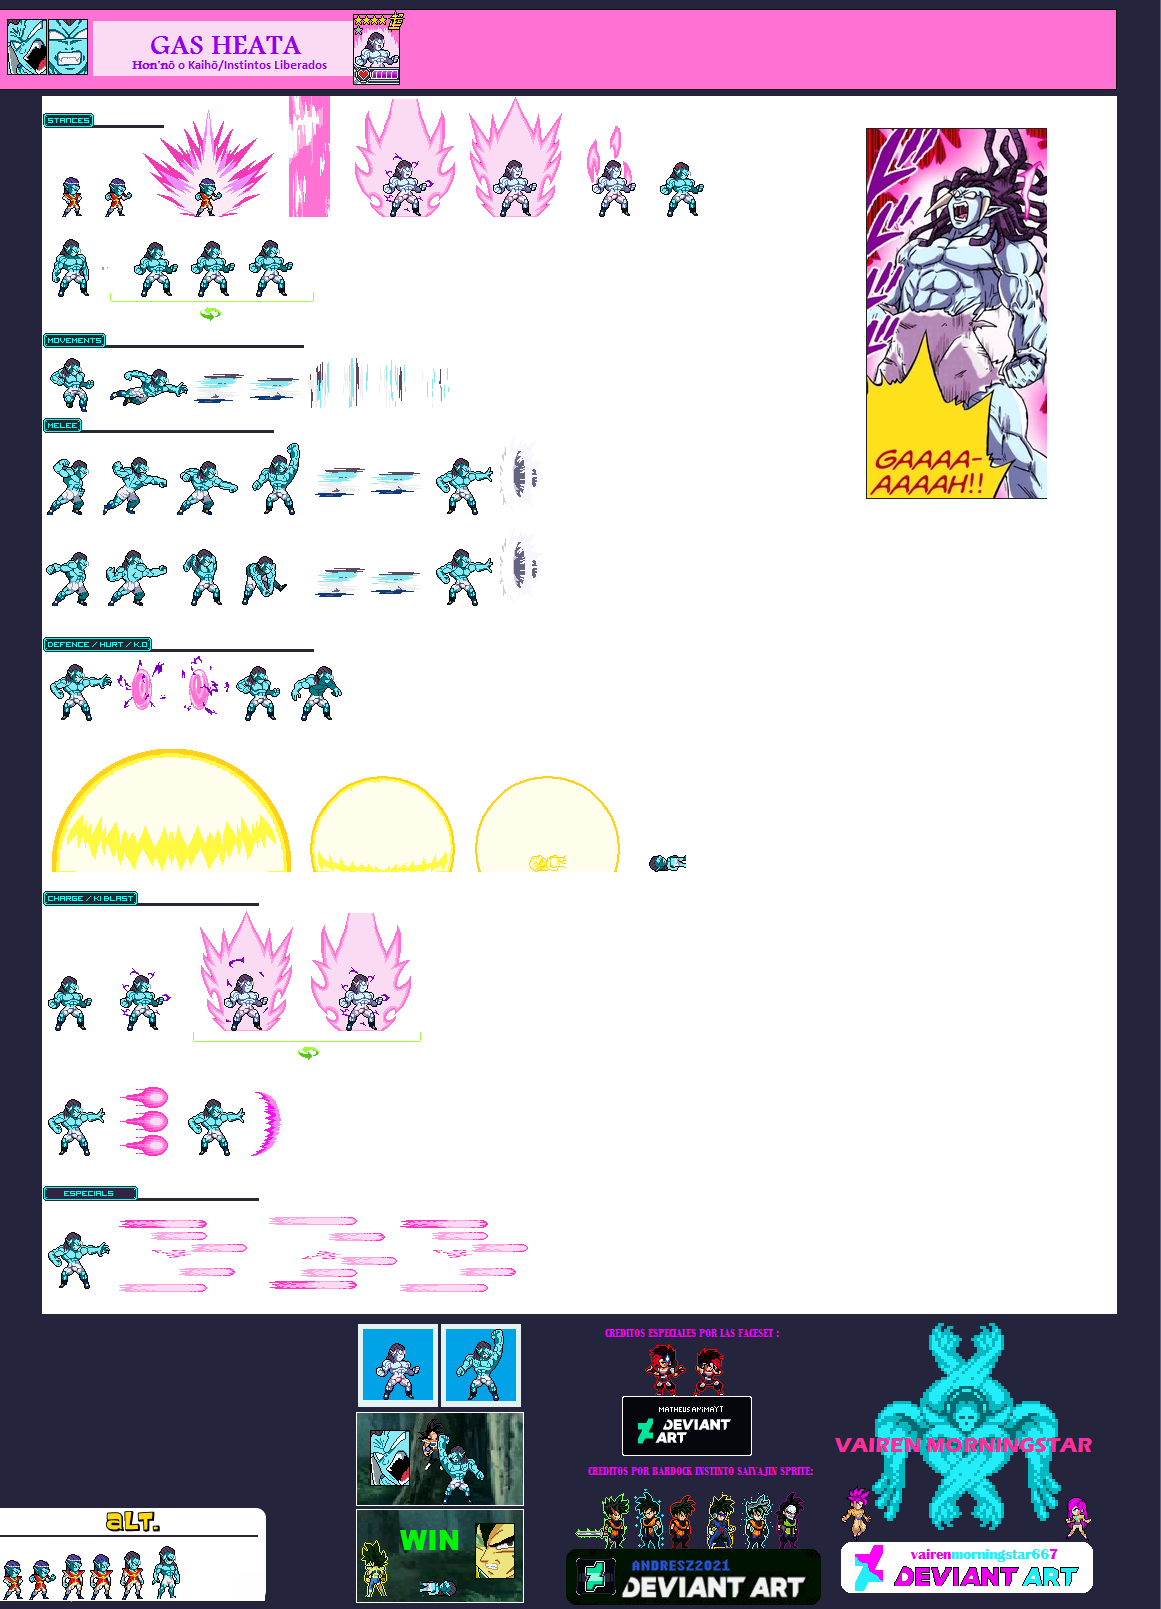 GAS HEATA
Hon'nō o Kaihō/Instintos Liberados
STANCES
MOVEMENTS
MELEE
GAAAA-
AAAAH!!
DEFENCE / HURT / K.O
CHARGE / KI BLAST
ESPECIALS
CREDITOS ESPECIALES POR LAS FACESET :
MATHEUSAMIMAYT
DEVIANT
ART
CREDITOS POR BARDOCK INSTINTO SAIYAJIN SPRITE:
ANDRESZ2021
DEVIANT ART
VAIREN MORNINGSTAR
vairenmorningstar667
DEVIANT ART
WIN
ALT.